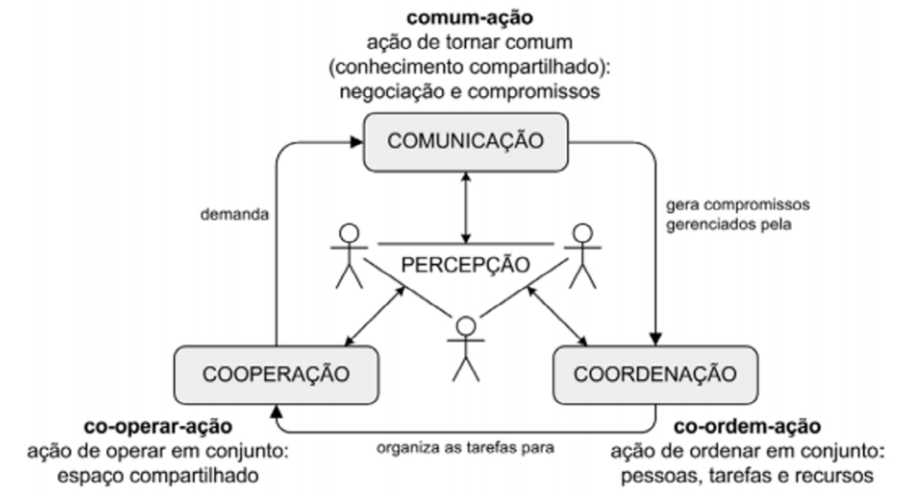 comum-ação
ação de tornar comum
(conhecimento compartilhado):
negociação e compromissos
COMUNICAÇÃO
demanda
gera compromissos
gerenciados pela
PERCEPÇÃO
COOPERAÇÃO
COORDENAÇÃO
co-operar-ação
ação de operar em conjunto:
espaço compartilhado
organiza as tarefas para
co-ordem-ação
ação de ordenar em conjunto:
pessoas, tarefas e recursos